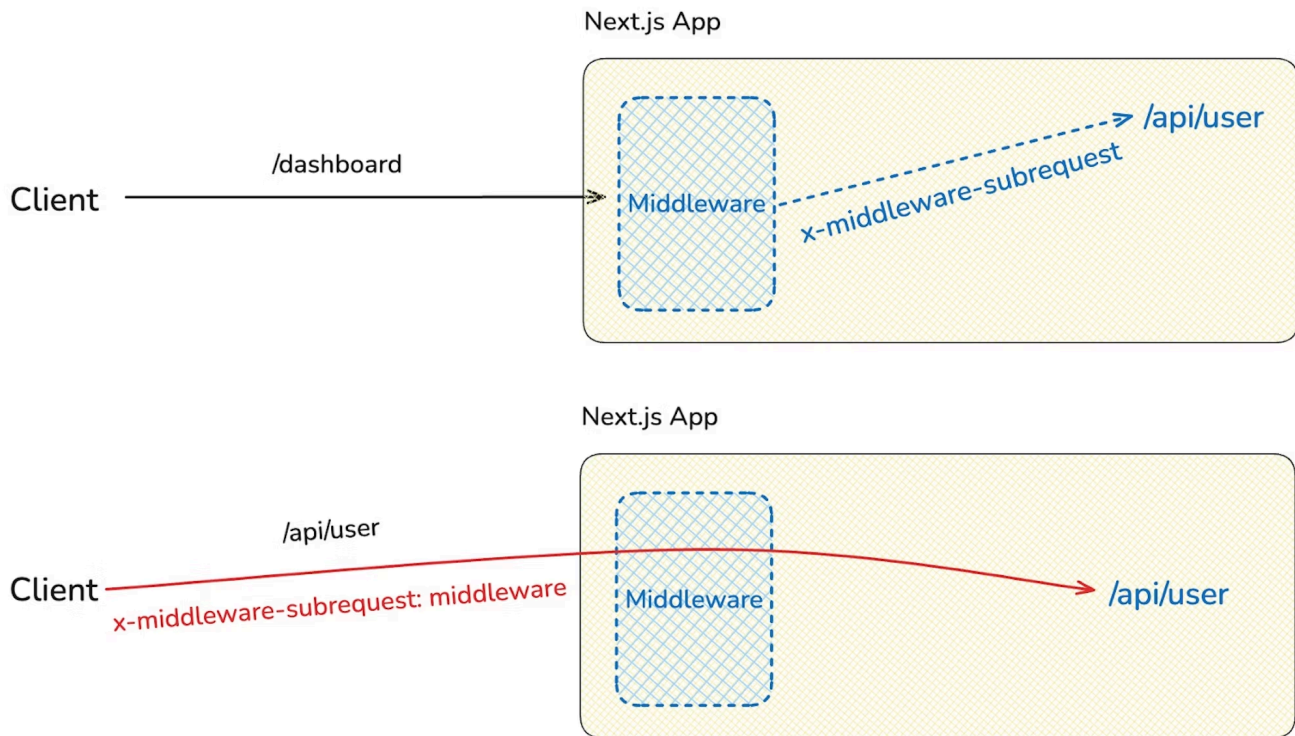 Next.js App
/dashboard
/api/user
Client
Middleware
x-middleware-subrequest
Next.js App
/api/user
Client
x-middleware-subrequest: middleware
Middleware
/api/user